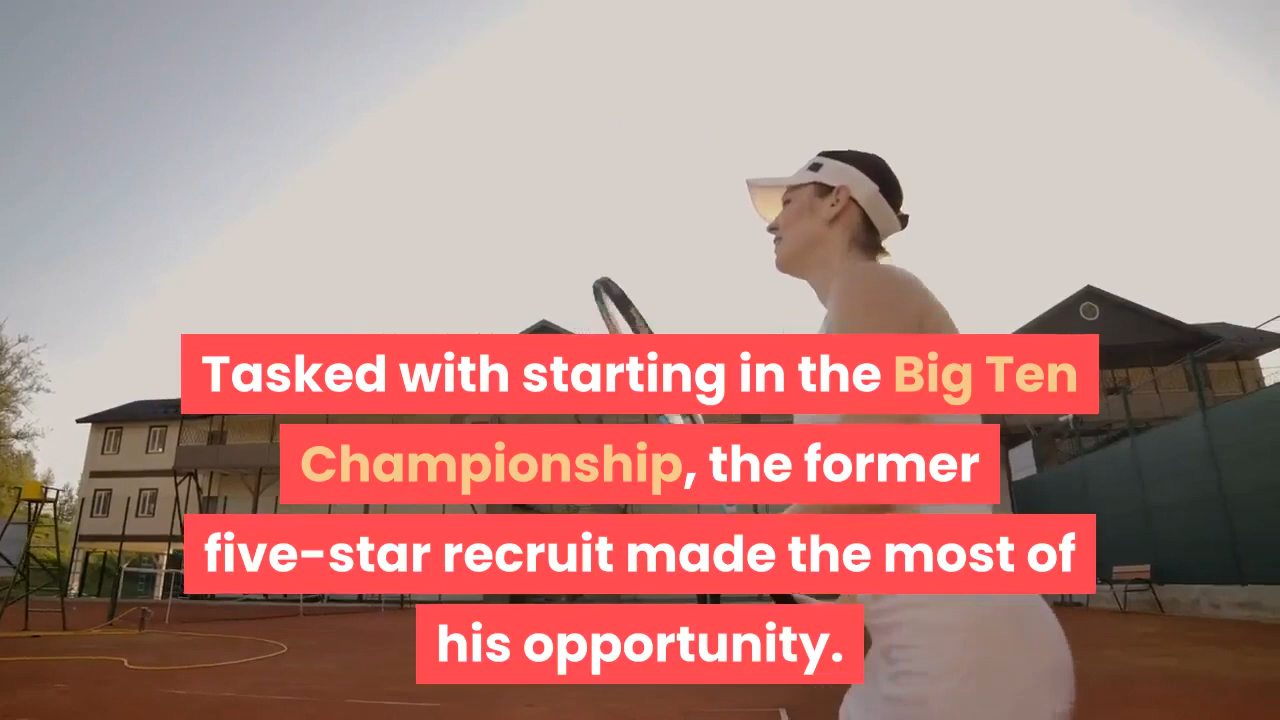 Tasked with starting in the Big Ten
Championship, the former
five-star recruit made the most of
his opportunity.